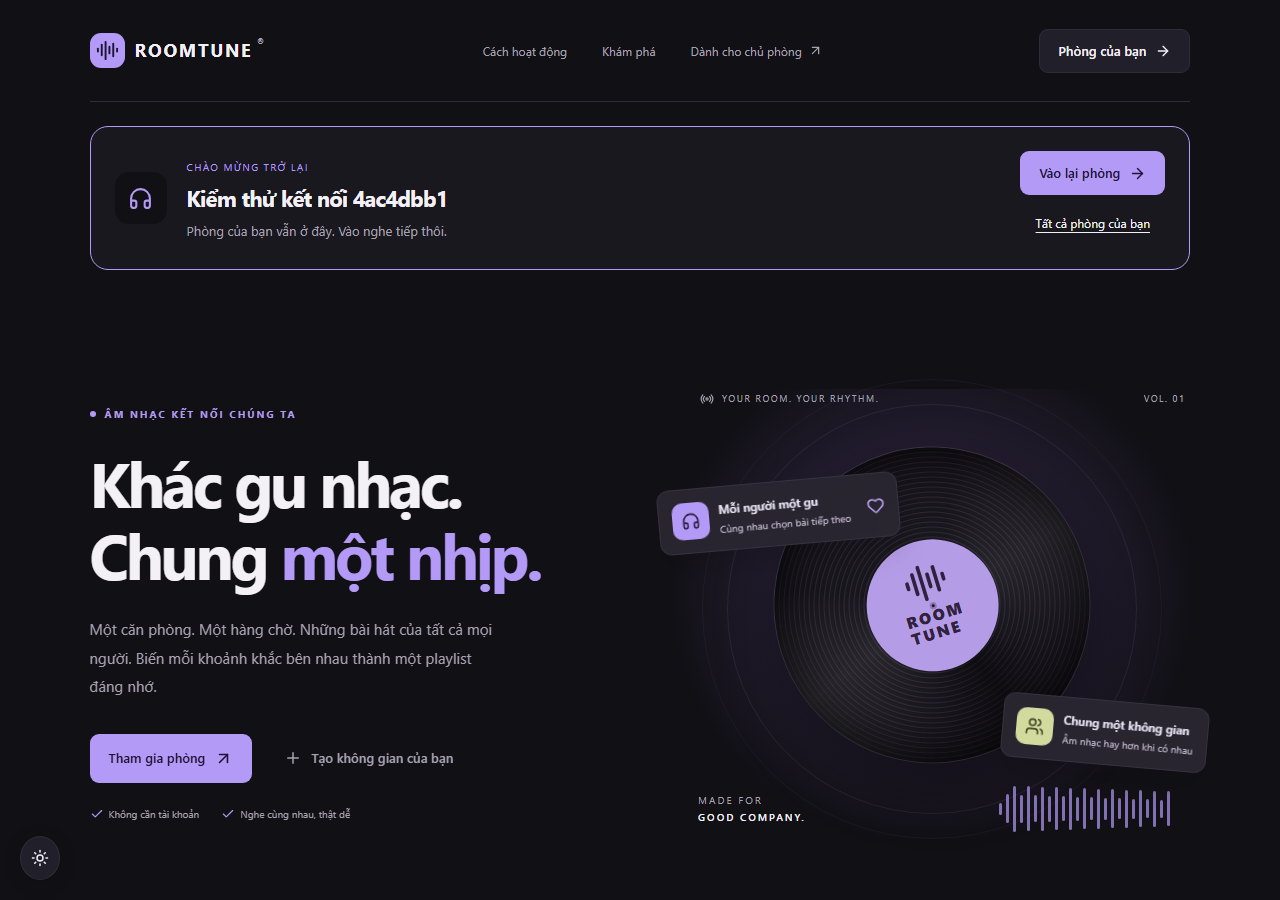 ROOMTUNE ®
Cách hoạt động
Khám phá
Dành cho chủ phòng
Phòng của bạn
CHÀO MỪNG TRỞ LẠI
Kiểm thử kết nối 4ac4dbb1
Phòng của bạn vẫn ở đây. Vào nghe tiếp thôi.
Vào lại phòng
Tất cả phòng của bạn
ÂM NHẠC KẾT NỐI CHÚNG TA
Khác gu nhạc.
Chung một nhịp.
Một căn phòng. Một hàng chờ. Những bài hát của tất cả mọi
người. Biến mỗi khoảnh khắc bên nhau thành một playlist
đáng nhớ.
Tham gia phòng
Tạo không gian của bạn
Không cần tài khoản
Nghe cùng nhau, thật dễ
YOUR ROOM. YOUR RHYTHM.
VOL. 01
Mỗi người một gu
Cùng nhau chọn bài tiếp theo
ROOM
TUNE
Chung một không gian
Âm nhạc hay hơn khi có nhau
MADE FOR
GOOD COMPANY.